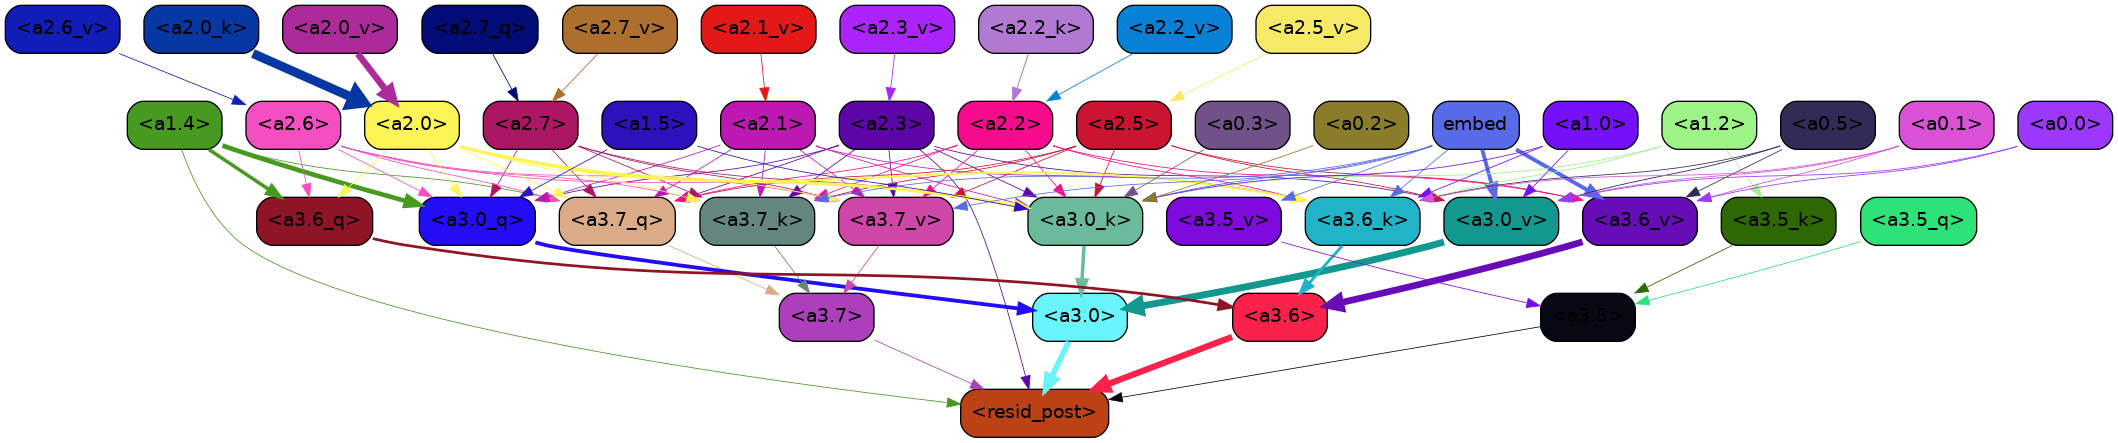 <a2.6_v> <a2.0_k> <a2.0_v> <a2.7_q> <a2.7_v> <a2.1_v> <a2.3_v> <a2.2_k> <a2.2_v> <a2.5_v>
<a1.4> <a2.6> <a2.0> <a2.7> <a1.5> <a2.1> <a2.3> <a2.2> <a2.5> <a0.3> <a0.2> embed <a1.0> <a1.2> <a0.5> <a0.1> <a0.0>
<a3.6_q> <a3.0_q> <a3.7_q> <a3.7_k> <a3.7_v> <a3.0_k> <a3.5_v> <a3.6_k> <a3.0_v> <a3.6_v> <a3.5_k> <a3.5_q>
<a3.7> <a3.0> <a3.6> <a3.5>
<resid_post>